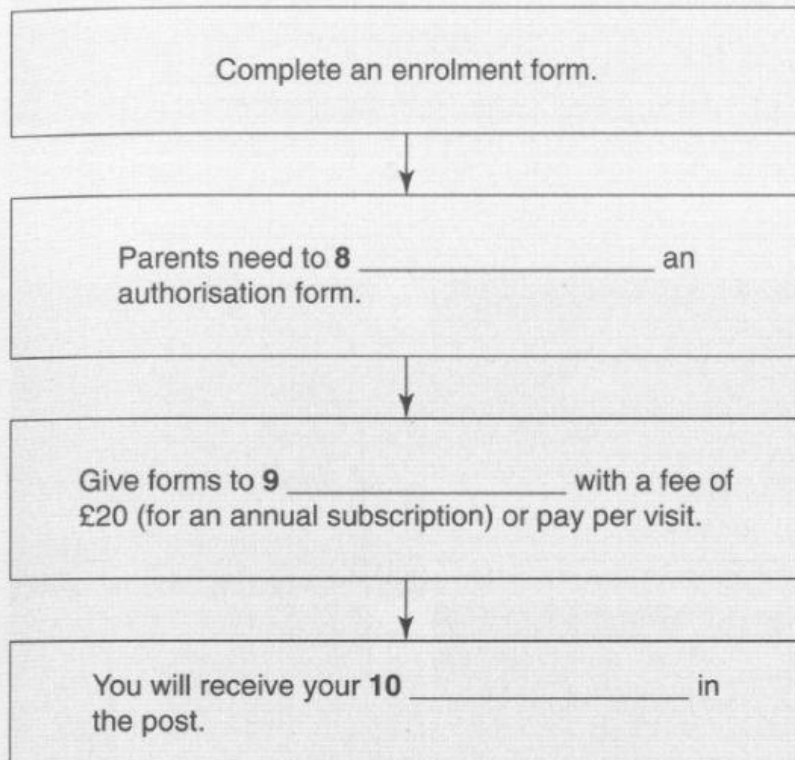 Complete an enrolment form.
Parents need to 8 ____________________ an
authorisation form.
Give forms to 9 ___________________ with a fee of
£20 (for an annual subscription) or pay per visit.
You will receive your 10 ___________________ in
the post.